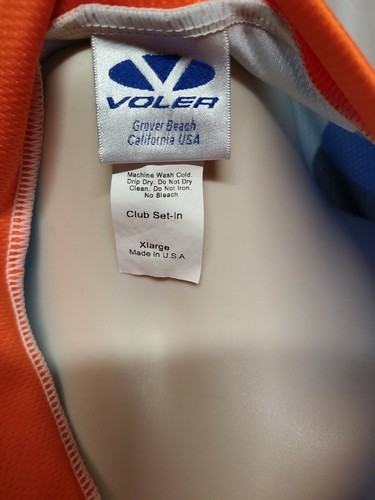 VOLER
Grover Beach
California USA
Machine Wash Cold.
Drip Dry. Do Not Dry
Clean. Do Not Iron.
No Bleach
Club Set-In
Xlarge
Made in U.S.A